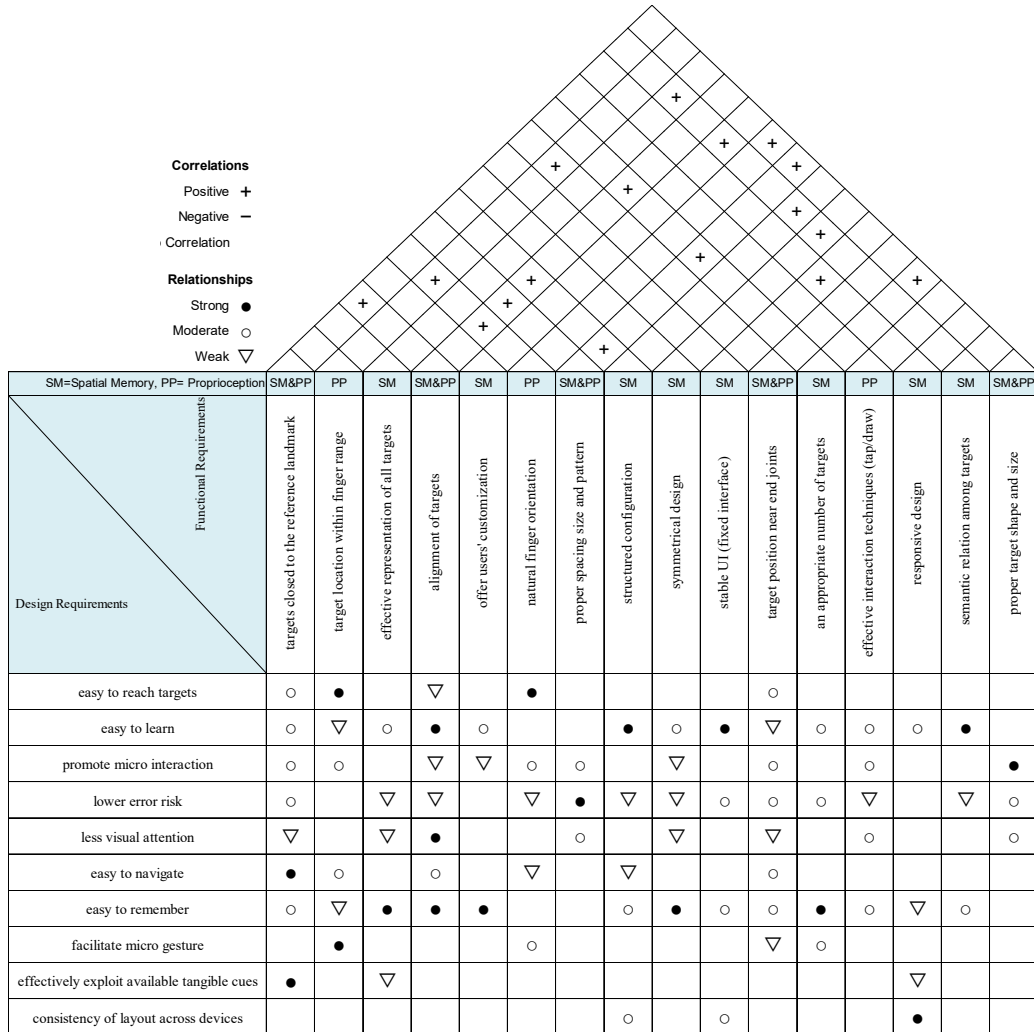 Correlations
Positive +
Negative −
Correlation
Relationships
Strong ●
Moderate ○
Weak ▽
SM=Spatial Memory, PP= Proprioception SM&PP PP SM SM&PP SM PP SM&PP SM SM SM SM&PP SM PP SM SM SM&PP
Functional Requirements
Design Requirements
targets closed to the reference landmark
target location within finger range
effective representation of all targets
alignment of targets
offer users' customization
natural finger orientation
proper spacing size and pattern
structured configuration
symmetrical design
stable UI (fixed interface)
target position near end joints
an appropriate number of targets
effective interaction techniques (tap/draw)
responsive design
semantic relation among targets
proper target shape and size
easy to reach targets
easy to learn
promote micro interaction
lower error risk
less visual attention
easy to navigate
easy to remember
facilitate micro gesture
effectively exploit available tangible cues
consistency of layout across devices